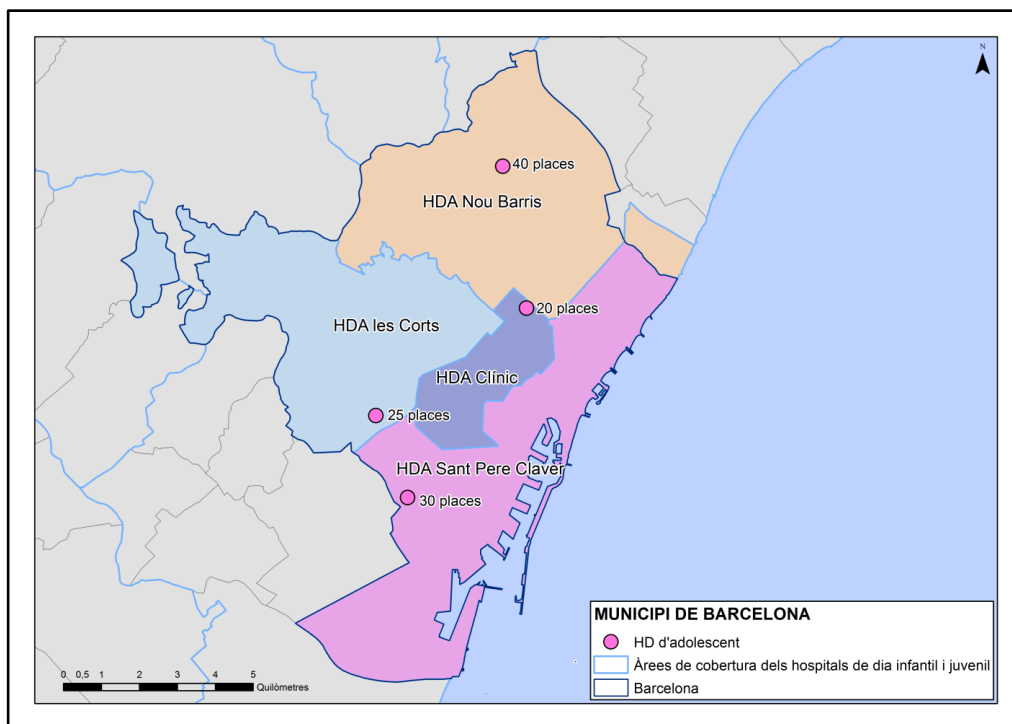 N
40 places
HDA Nou Barris
20 places
HDA les Corts
HDA Clínic
25 places
HDA Sant Pere Claver
30 places
MUNICIPI DE BARCELONA
HD d'adolescent
Àrees de cobertura dels hospitals de dia infantil i juvenil
Barcelona
0 0,5 1 2 3 4 5
Quilòmetres